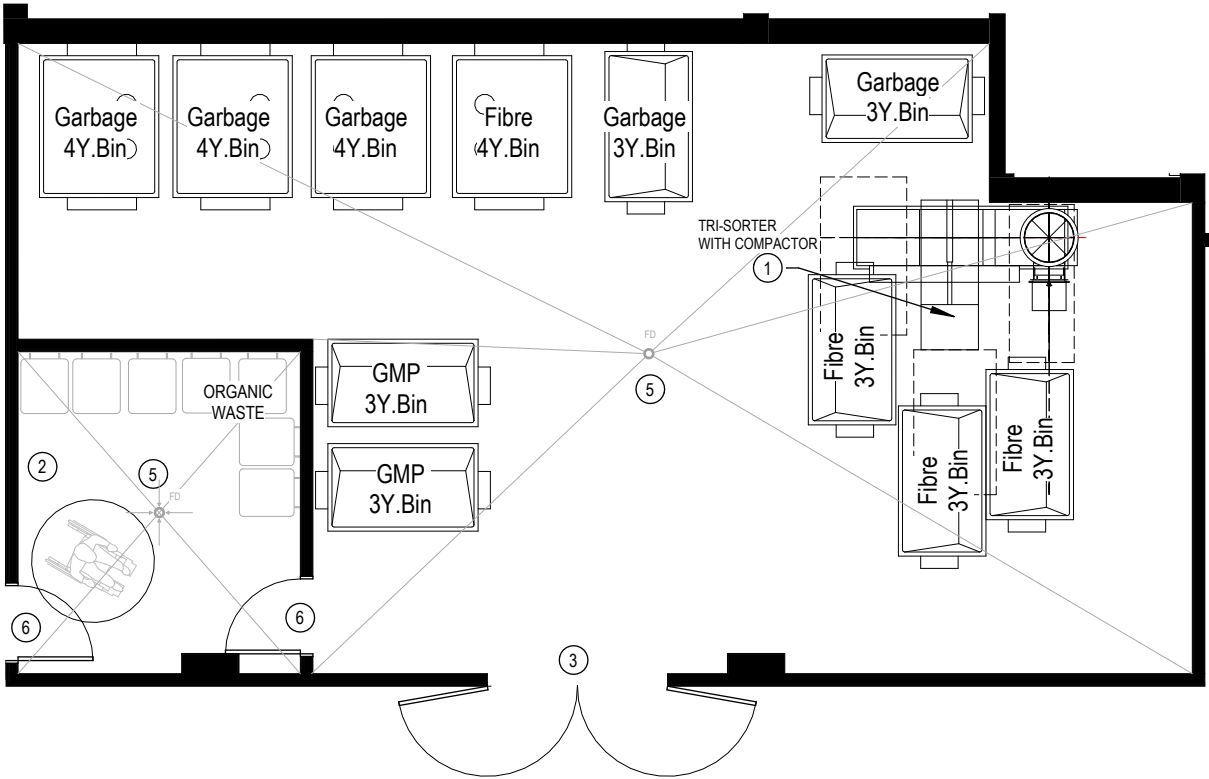 Garbage
4Y.Bin
Garbage
4Y.Bin
Garbage
4Y.Bin
Fibre
4Y.Bin
Garbage
3Y.Bin
Garbage
3Y.Bin
TRI-SORTER
WITH COMPACTOR
1
Fibre
3Y.Bin
Fibre
3Y.Bin
Fibre
3Y.Bin
FD
5
GMP
3Y.Bin
GMP
3Y.Bin
ORGANIC
WASTE
2
5
FD
6
6
3